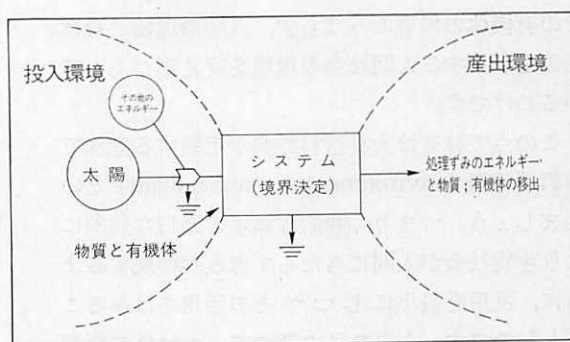 投入環境
産出環境
その他の
エネルギー
太陽
システム
(境界決定)
処理ずみのエネルギー
と物質;有機体の移出
物質と有機体